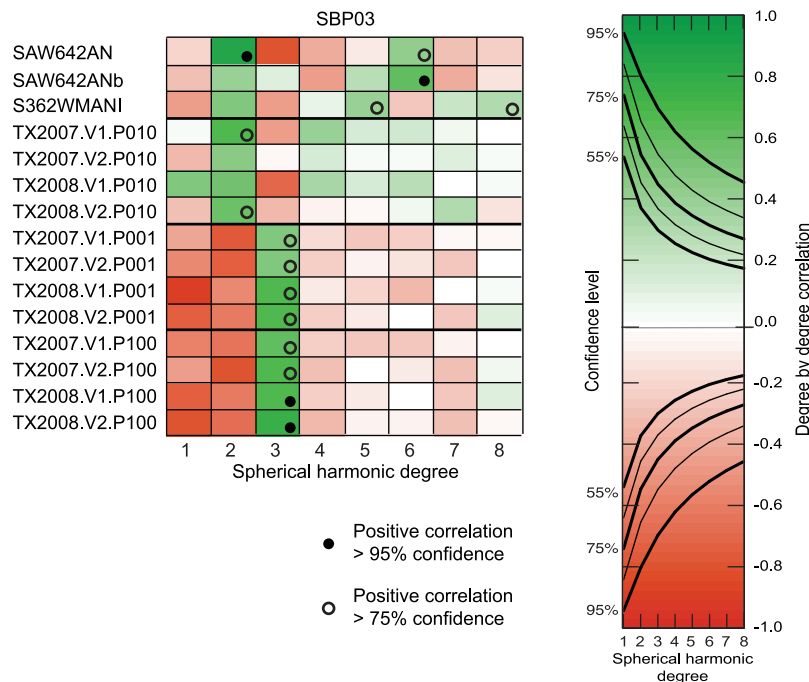 SBP03
SAW642AN
SAW642ANb
S362WMANI
TX2007.V1.P010
TX2007.V2.P010
TX2008.V1.P010
TX2008.V2.P010
TX2007.V1.P001
TX2007.V2.P001
TX2008.V1.P001
TX2008.V2.P001
TX2007.V1.P100
TX2007.V2.P100
TX2008.V1.P100
TX2008.V2.P100
1 2 3 4 5 6 7 8
Spherical harmonic degree
Positive correlation
> 95% confidence
Positive correlation
> 75% confidence
Confidence level
95%
75%
55%
55%
75%
95%
1.0
0.8
0.6
0.4
0.2
0.0
-0.2
-0.4
-0.6
-0.8
-1.0
Degree by degree correlation
1 2 3 4 5 6 7 8
Spherical harmonic
degree